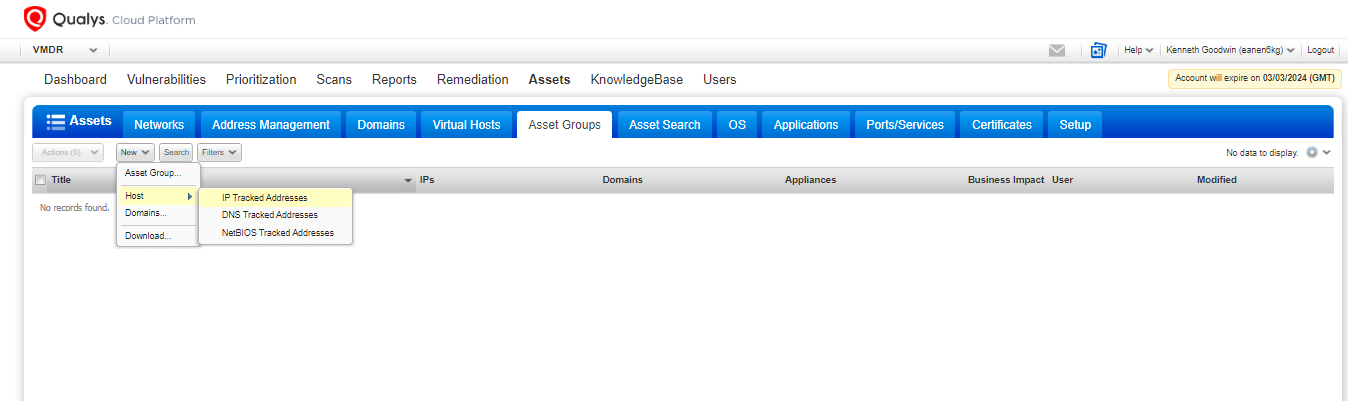 Qualys. Cloud Platform
VMDR Help Kenneth Goodwin (eanen6kg) Logout
Dashboard Vulnerabilities Prioritization Scans Reports Remediation Assets KnowledgeBase Users Account will expire on 03/03/2024 (GMT)
Assets Networks Address Management Domains Virtual Hosts Asset Groups Asset Search OS Applications Ports/Services Certificates Setup
Actions (0) New Search Filters No data to display.
Title IPs Domains Appliances Business Impact User Modified
No records found.
Asset Group...
Host
Domains...
Download...
IP Tracked Addresses
DNS Tracked Addresses
NetBIOS Tracked Addresses